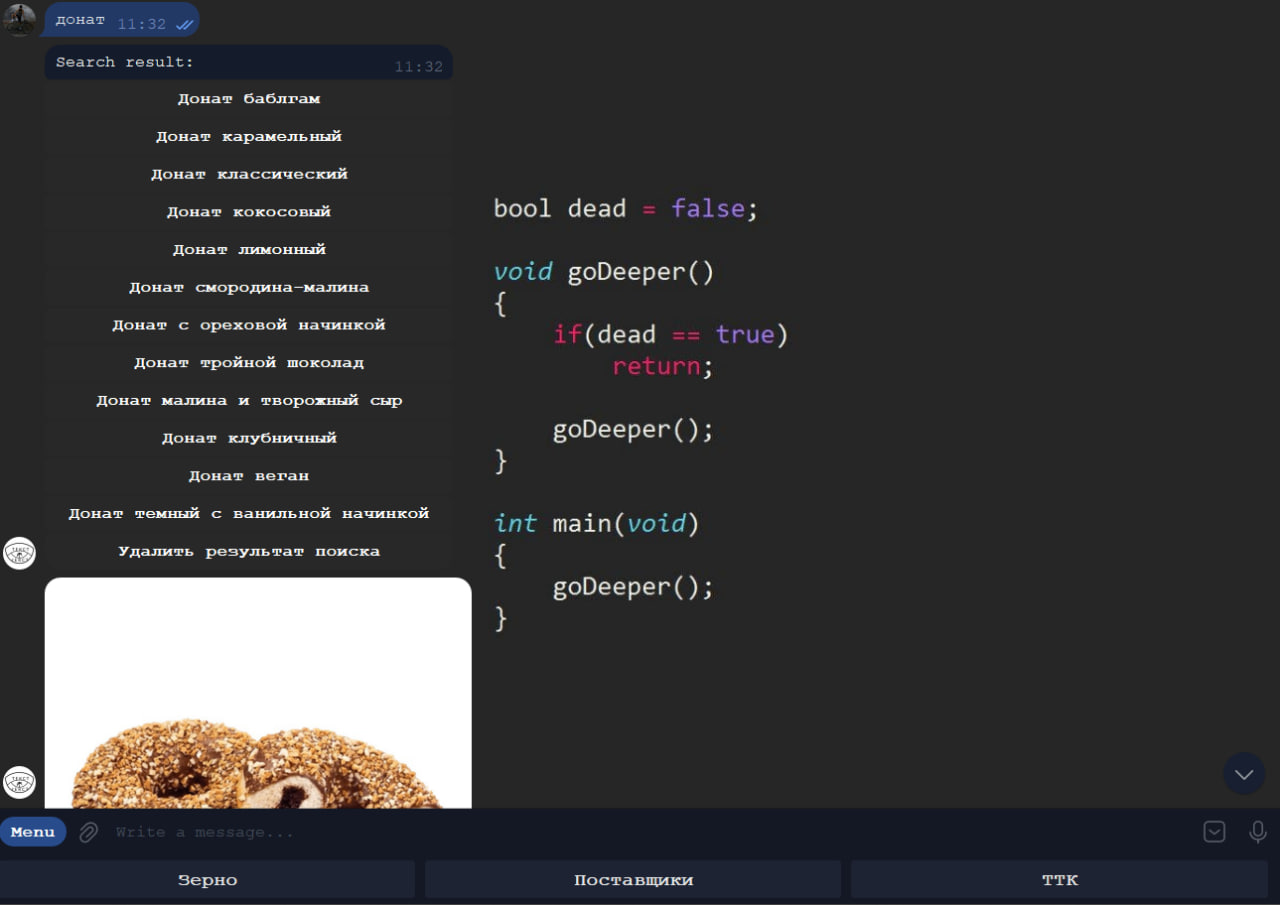 донат 11:32
Search result: 11:32
Донат баблгам
Донат карамельный
Донат классический
Донат кокосовый
Донат лимонный
Донат смородина-малина
Донат с ореховой начинкой
Донат тройной шоколад
Донат малина и творожный сыр
Донат клубничный
Донат веган
Донат темный с ванильной начинкой
Удалить результат поиска
bool dead = false;
void goDeeper()
{
if(dead == true)
return;
goDeeper();
}
int main(void)
{
goDeeper();
}
Menu
Write a message...
Зерно
Поставщики
ТТК